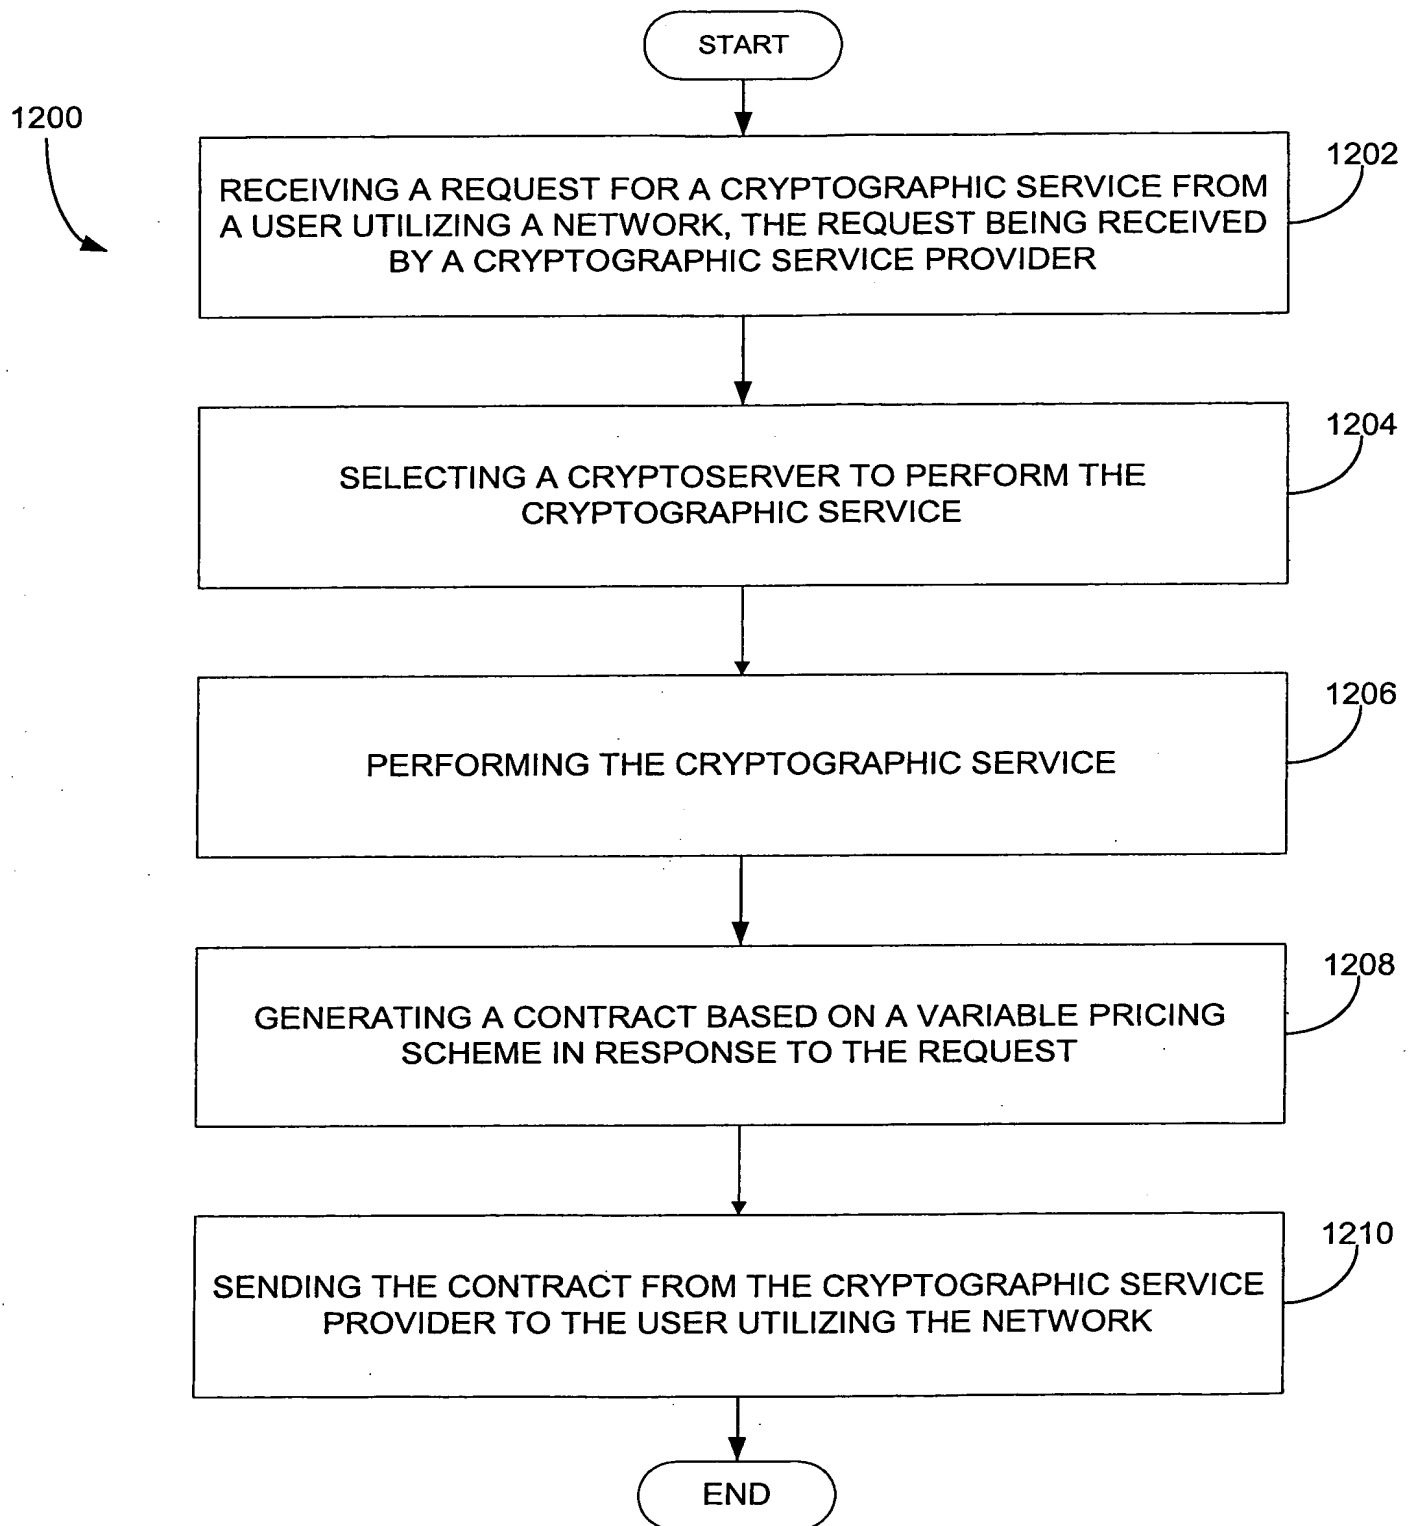 START
1200
1202
RECEIVING A REQUEST FOR A CRYPTOGRAPHIC SERVICE FROM
A USER UTILIZING A NETWORK, THE REQUEST BEING RECEIVED
BY A CRYPTOGRAPHIC SERVICE PROVIDER
1204
SELECTING A CRYPTOSERVER TO PERFORM THE
CRYPTOGRAPHIC SERVICE
1206
PERFORMING THE CRYPTOGRAPHIC SERVICE
1208
GENERATING A CONTRACT BASED ON A VARIABLE PRICING
SCHEME IN RESPONSE TO THE REQUEST
1210
SENDING THE CONTRACT FROM THE CRYPTOGRAPHIC SERVICE
PROVIDER TO THE USER UTILIZING THE NETWORK
END